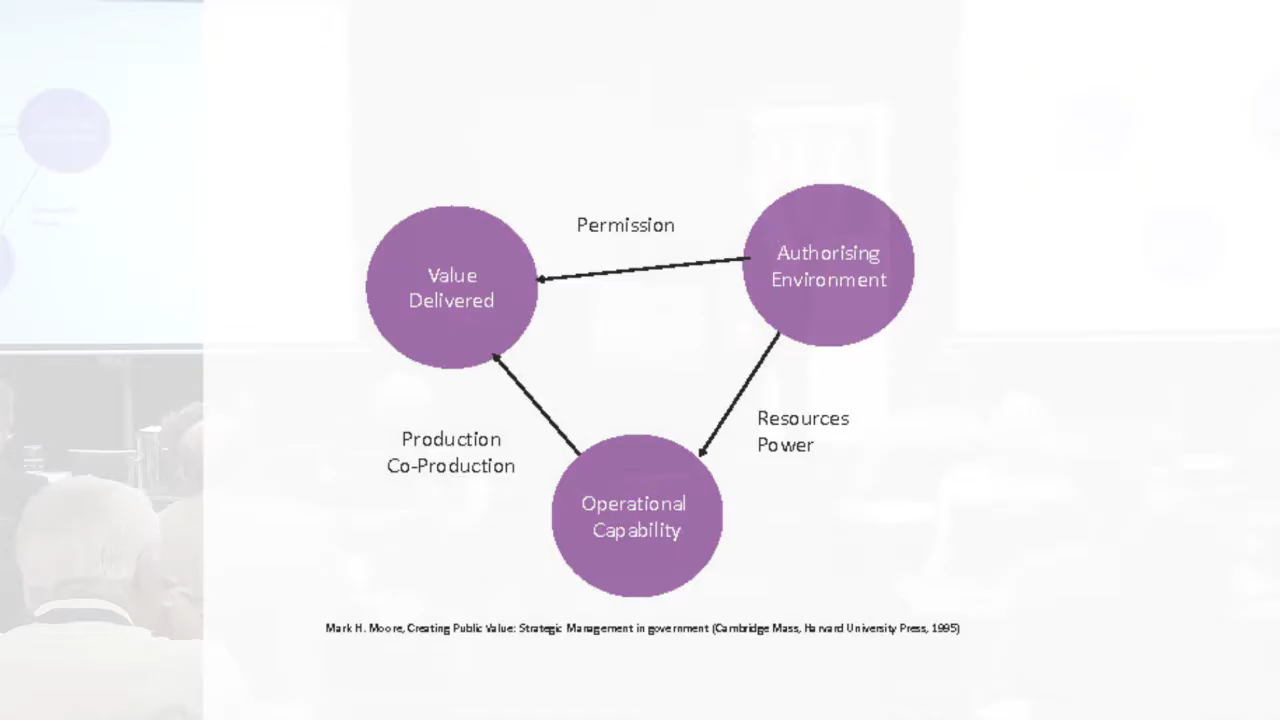 Permission
Authorising
Environment
Value
Delivered
Resources
Power
Production
Co-Production
Operational
Capability
Mark H. Moore, Creating Public Value: Strategic Management in government (Cambridge Mass, Harvard University Press, 1995)